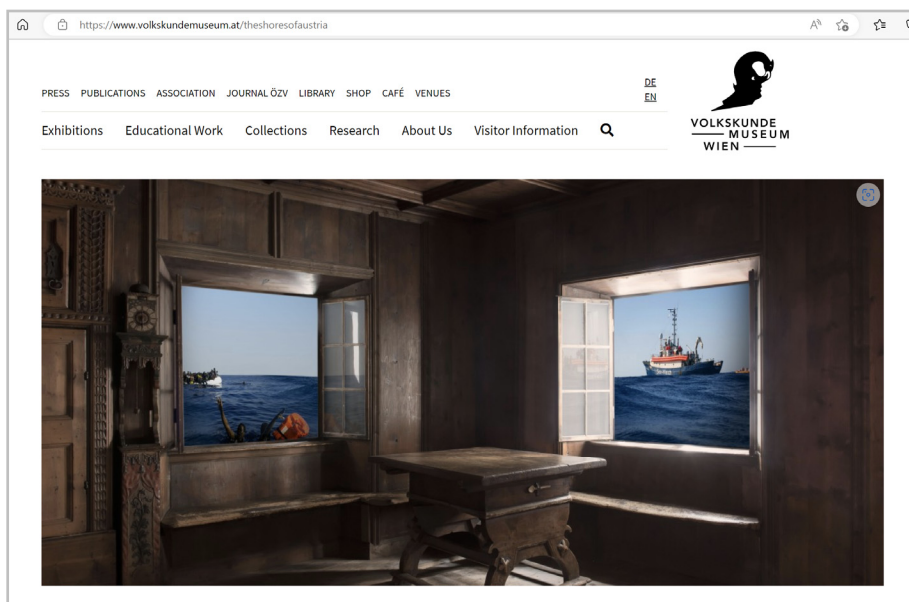 https://www.volkskundemuseum.at/theshoresofaustria
PRESS PUBLICATIONS ASSOCIATION JOURNAL ÖZV LIBRARY SHOP CAFÉ VENUES
DE
EN
Exhibitions Educational Work Collections Research About Us Visitor Information
VOLKSKUNDE
MUSEUM
WIEN